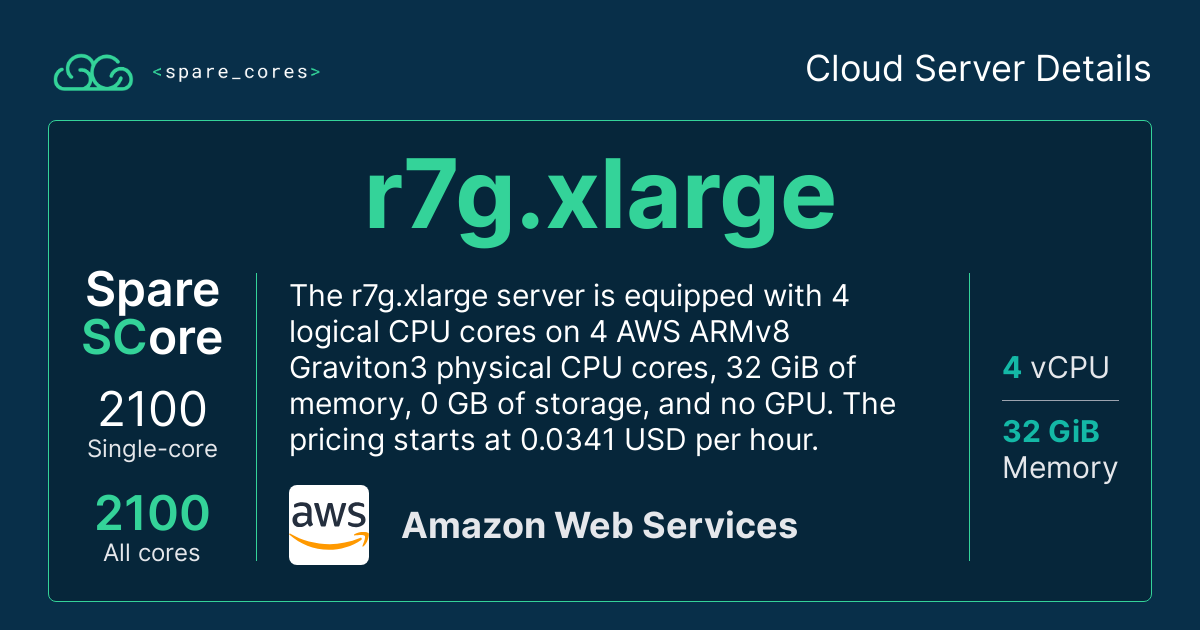 <spare_cores>
Cloud Server Details
r7g.xlarge
Spare
SCore
2100
Single-core
2100
All cores
The r7g.xlarge server is equipped with 4
logical CPU cores on 4 AWS ARMv8
Graviton3 physical CPU cores, 32 GiB of
memory, 0 GB of storage, and no GPU. The
pricing starts at 0.0341 USD per hour.
aws
Amazon Web Services
4 vCPU
32 GiB
Memory